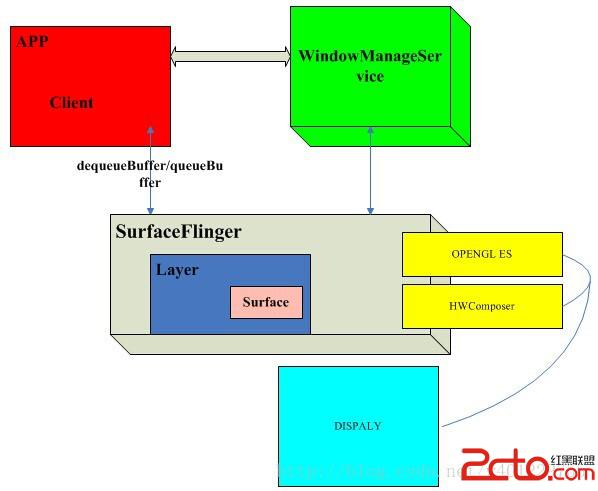 APP
Client
WindowManageSer
vice
dequeueBuffer/queueBu
ffer
SurfaceFlinger
Layer
Surface
OPENGL ES
HWComposer
DISPALY
红黑联盟
2cto.com